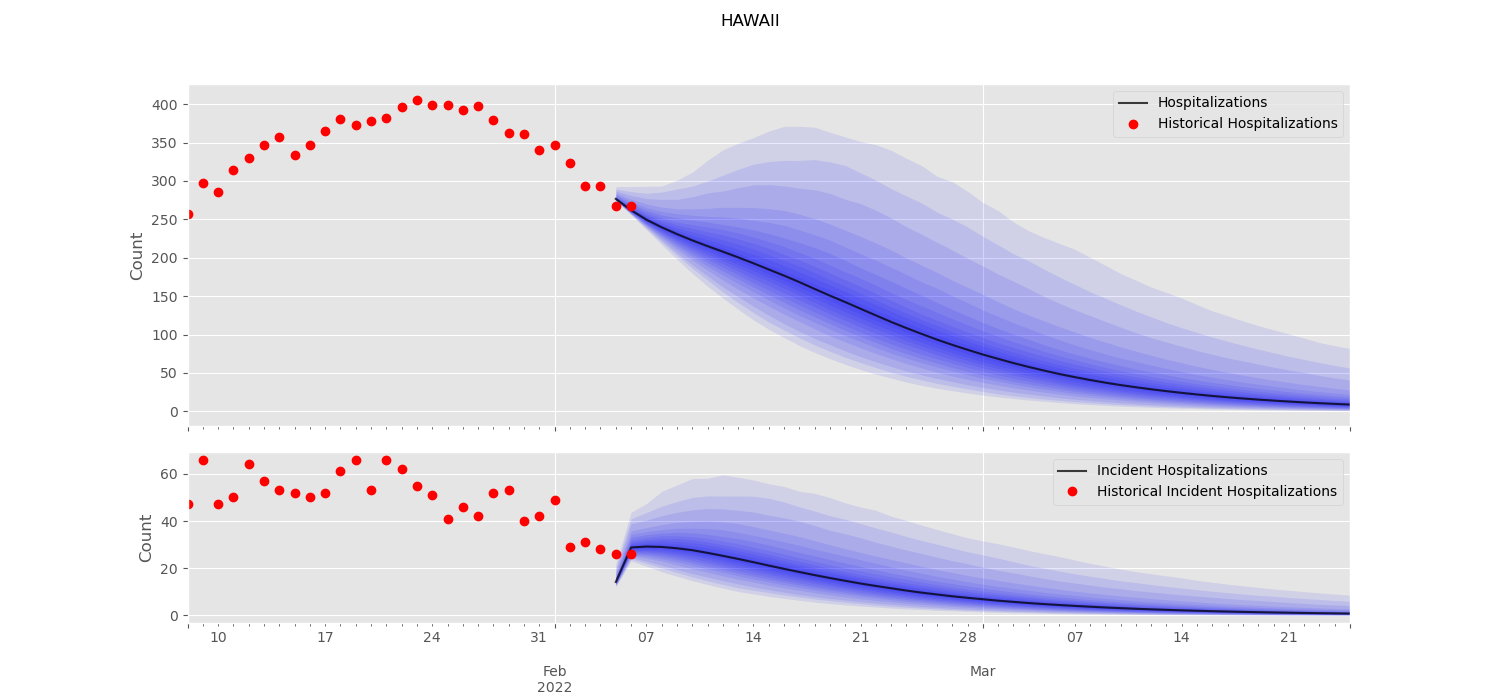 HAWAII
400
350
300
250
200
150
100
50
0
Count
Hospitalizations
Historical Hospitalizations
60
40
20
0
Count
Incident Hospitalizations
Historical Incident Hospitalizations
10 17 24 31 07 14 21 28 07 14 21
Feb Mar
2022